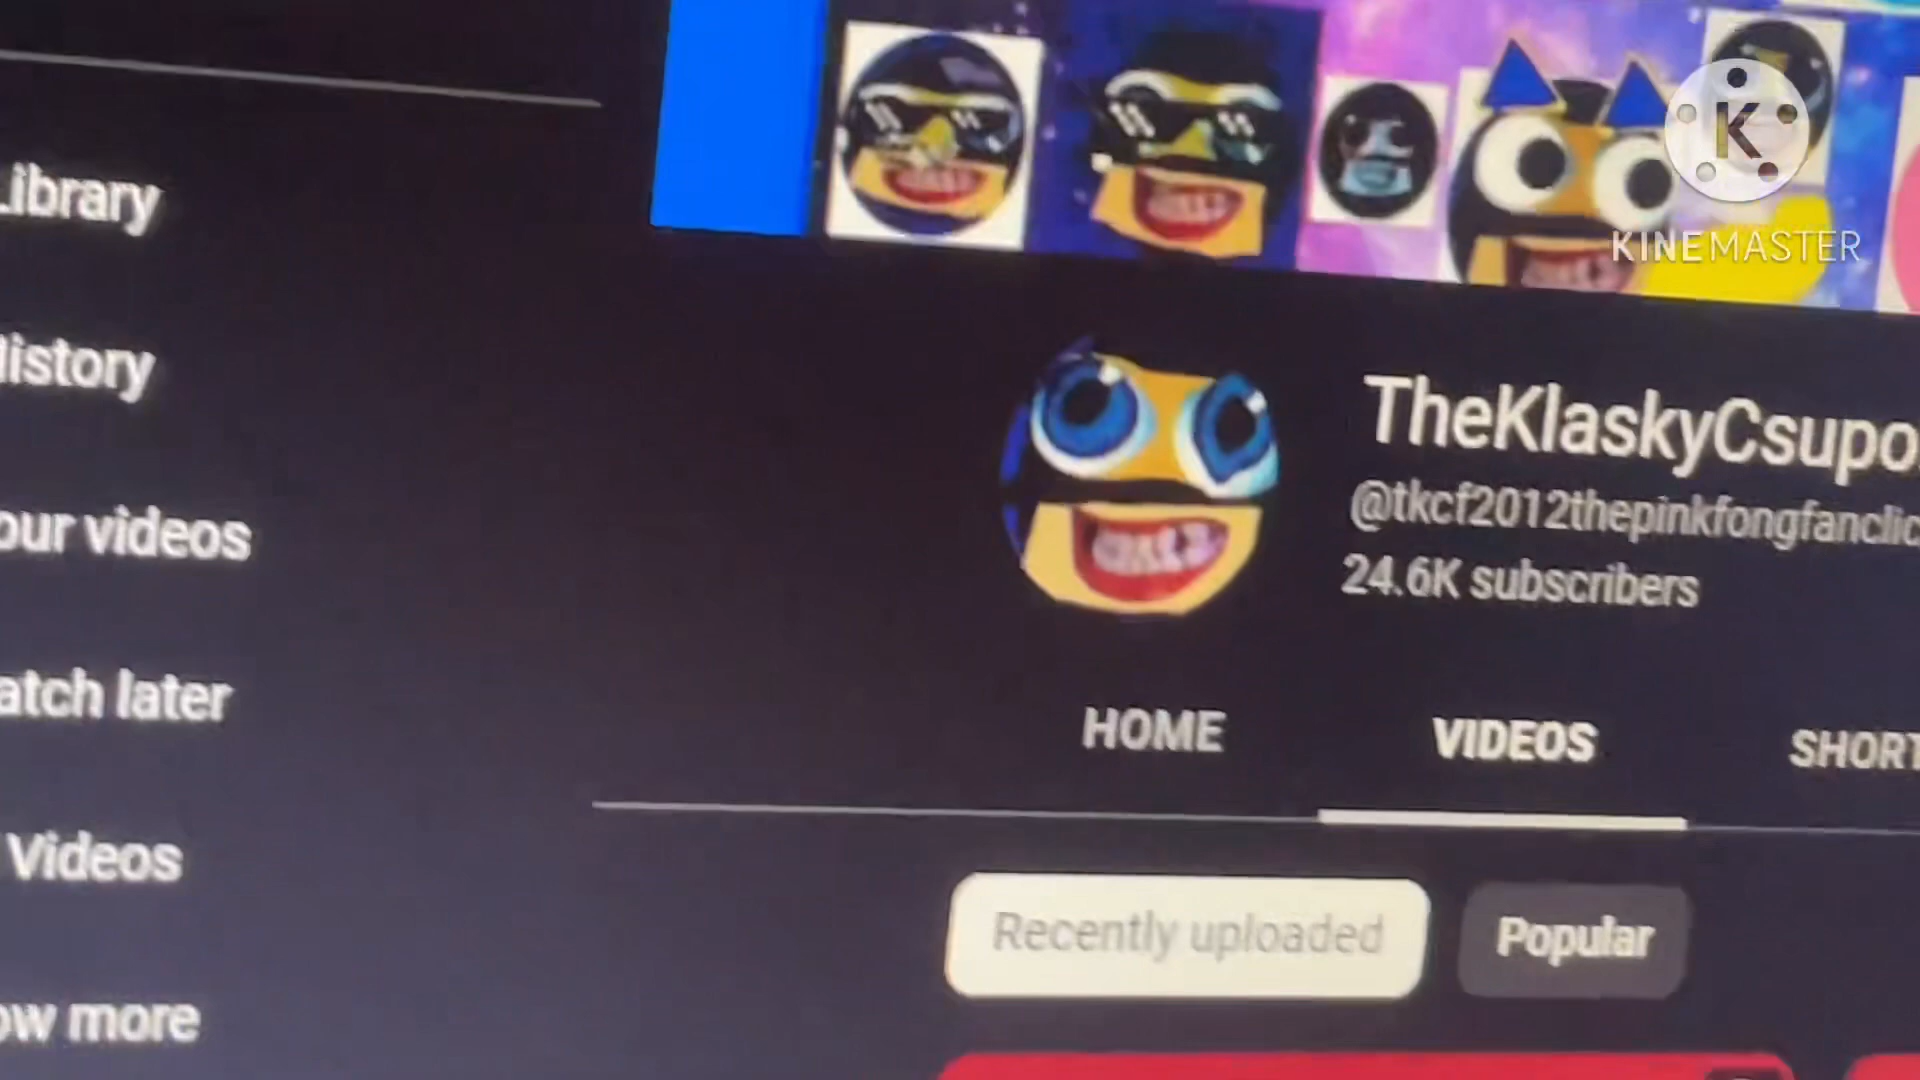 K
KINEMASTER
Library
History
our videos
atch later
Videos
ow more
TheKlaskyCsupo
@tkcf2012thepinkfongfanclic
24.6K subscribers
HOME
VIDEOS
SHORT
Recently uploaded
Popular